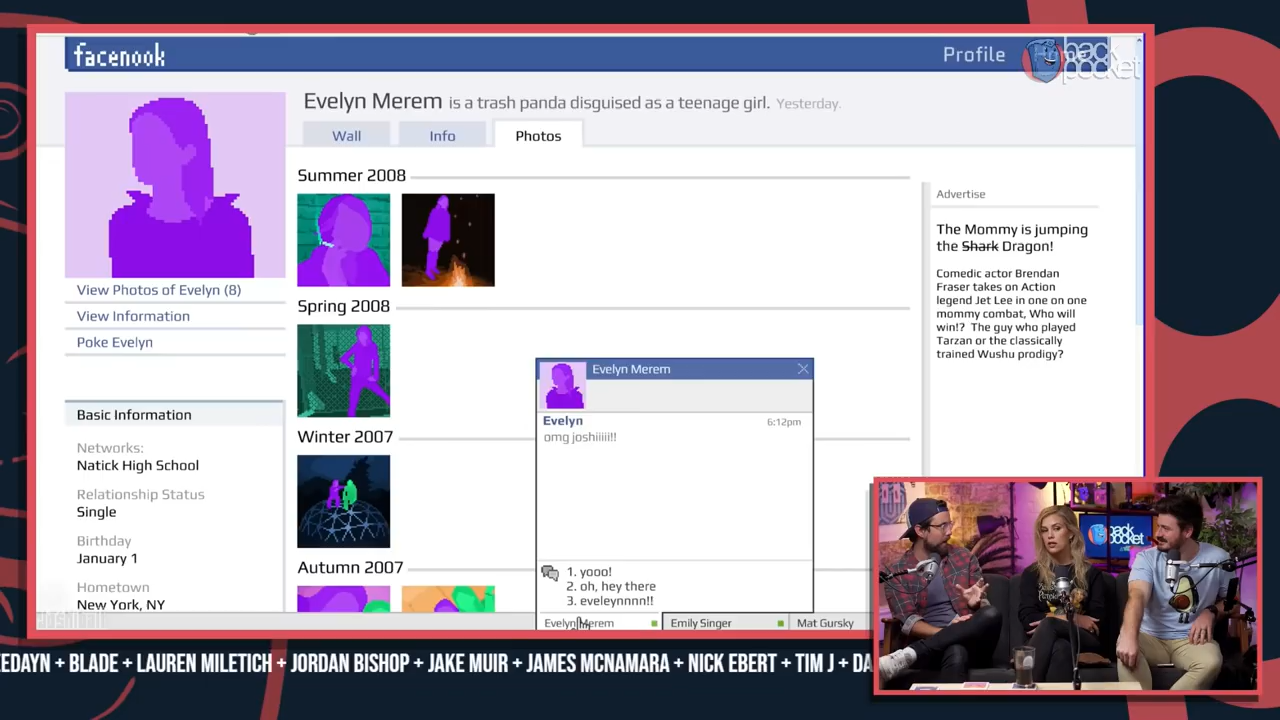 facenook
Profile
back
pocket
Evelyn Merem is a trash panda disguised as a teenage girl. Yesterday.
Wall
Info
Photos
Summer 2008
Spring 2008
Winter 2007
Autumn 2007
View Photos of Evelyn (8)
View Information
Poke Evelyn
Basic Information
Networks:
Natick High School
Relationship Status
Single
Birthday
January 1
Hometown
New York, NY
Advertise
The Mommy is jumping
the Shark Dragon!
Comedic actor Brendan
Fraser takes on Action
legend Jet Lee in one on one
mommy combat, Who will
win!? The guy who played
Tarzan or the classically
trained Wushu prodigy?
Evelyn Merem
Evelyn 6:12pm
omg joshiiiii!!
1. yooo!
2. oh, hey there
3. eveleynnnn!!
Evelyn Merem
Emily Singer
Mat Gursky
back
pocket
EEDAYN + BLADE + LAUREN MILETICH + JORDAN BISHOP + JAKE MUIR + JAMES MCNAMARA + NICK EBERT + TIM J + DA